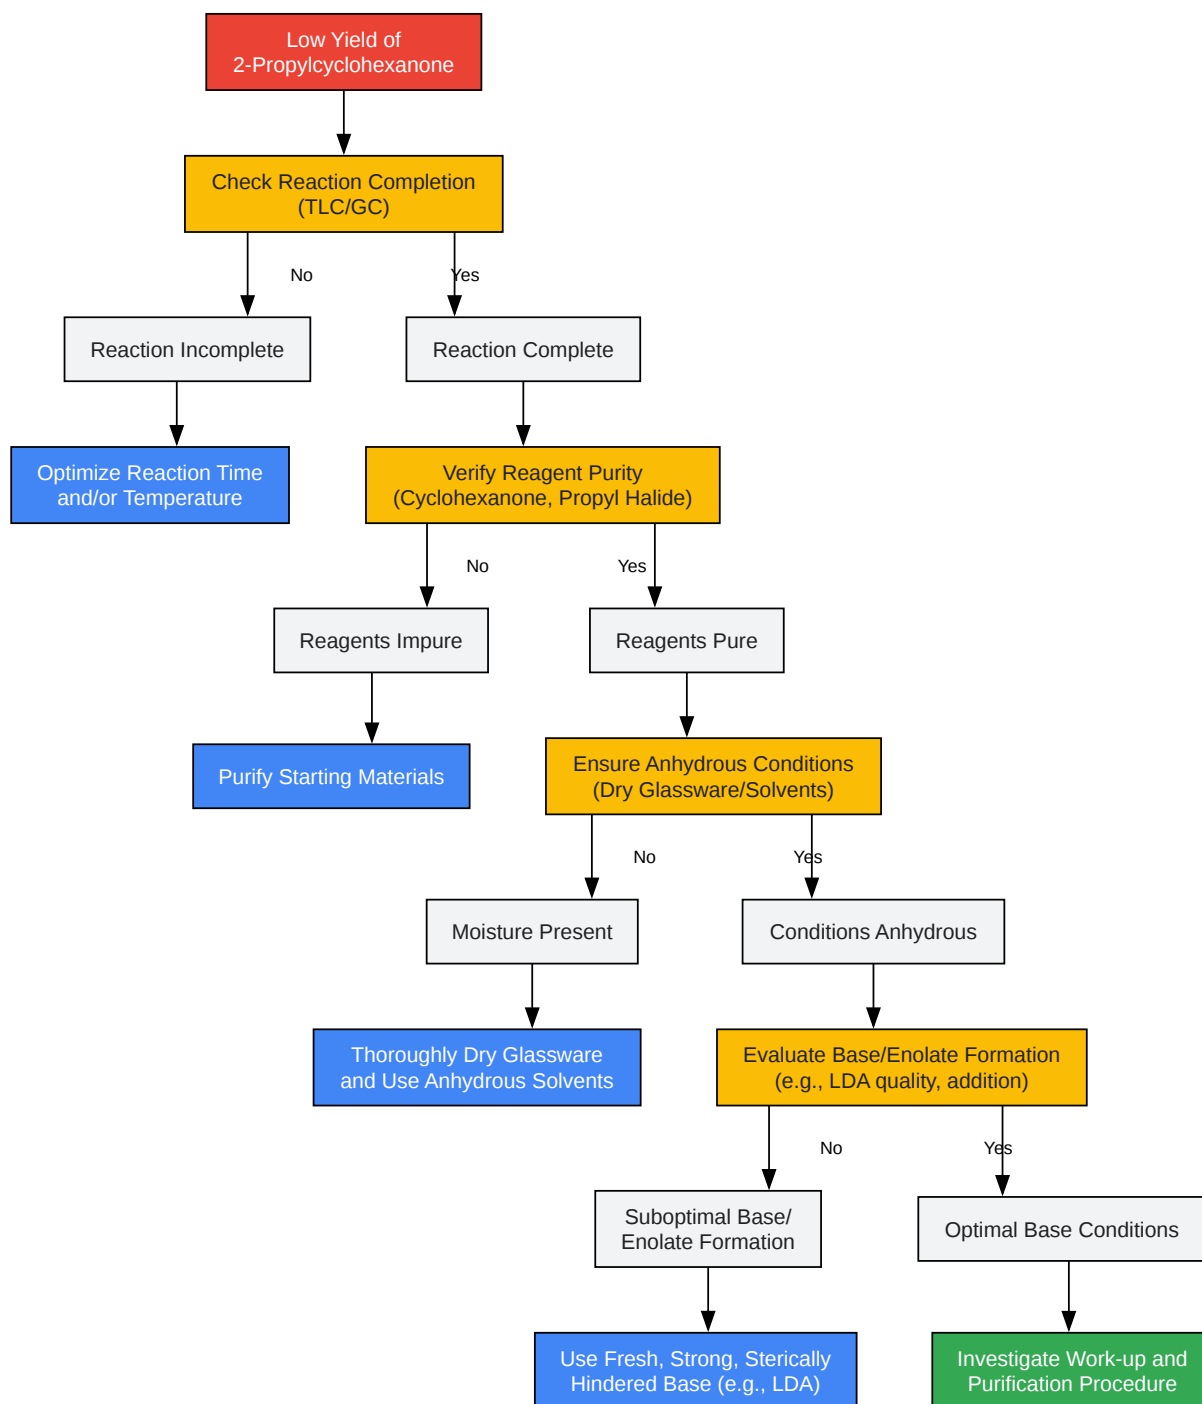 Low Yield of
2-Propylcyclohexanone
Check Reaction Completion
(TLC/GC)
No
Yes
Reaction Incomplete
Reaction Complete
Optimize Reaction Time
and/or Temperature
Verify Reagent Purity
(Cyclohexanone, Propyl Halide)
No
Yes
Reagents Impure
Reagents Pure
Purify Starting Materials
Ensure Anhydrous Conditions
(Dry Glassware/Solvents)
No
Yes
Moisture Present
Conditions Anhydrous
Thoroughly Dry Glassware
and Use Anhydrous Solvents
Evaluate Base/Enolate Formation
(e.g., LDA quality, addition)
No
Yes
Suboptimal Base/
Enolate Formation
Optimal Base Conditions
Use Fresh, Strong, Sterically
Hindered Base (e.g., LDA)
Investigate Work-up and
Purification Procedure